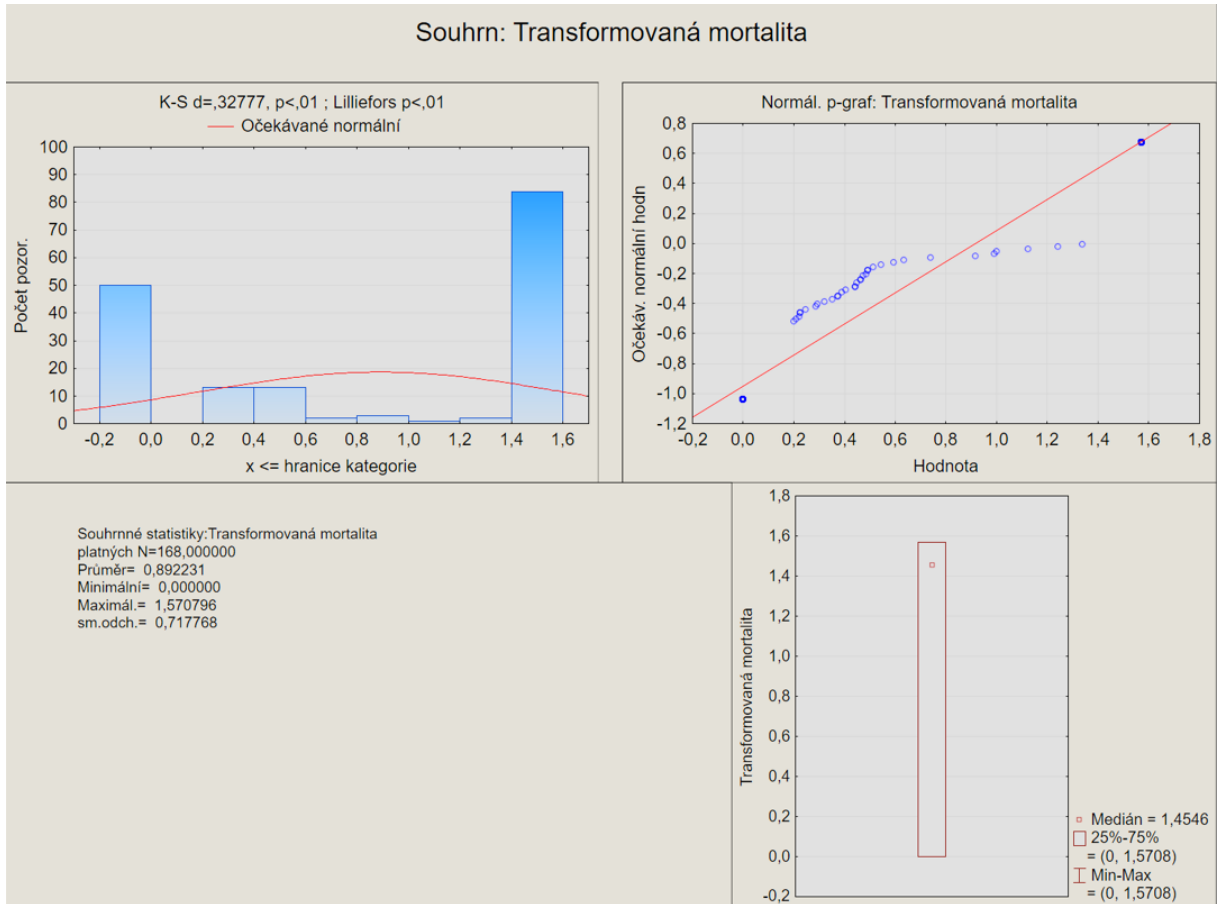 Souhrn: Transformovaná mortalita
K-S d=,32777, p<,01 ; Lilliefors p<,01
Očekávané normální
100
90
80
70
60
50
40
30
20
10
0
Počet pozor.
-0,2 0,0 0,2 0,4 0,6 0,8 1,0 1,2 1,4 1,6
x <= hranice kategorie
Normál. p-graf: Transformovaná mortalita
0,8
0,6
0,4
0,2
0,0
-0,2
-0,4
-0,6
-0,8
-1,0
-1,2
Očekáv. normální hodn
-0,2 0,0 0,2 0,4 0,6 0,8 1,0 1,2 1,4 1,6 1,8
Hodnota
Souhrnné statistiky:Transformovaná mortalita
platných N=168,000000
Průměr= 0,892231
Minimální= 0,000000
Maximál.= 1,570796
sm.odch.= 0,717768
1,8
1,6
1,4
1,2
1,0
0,8
0,6
0,4
0,2
0,0
-0,2
Transformovaná mortalita
Medián = 1,4546
25%-75%
= (0, 1,5708)
Min-Max
= (0, 1,5708)